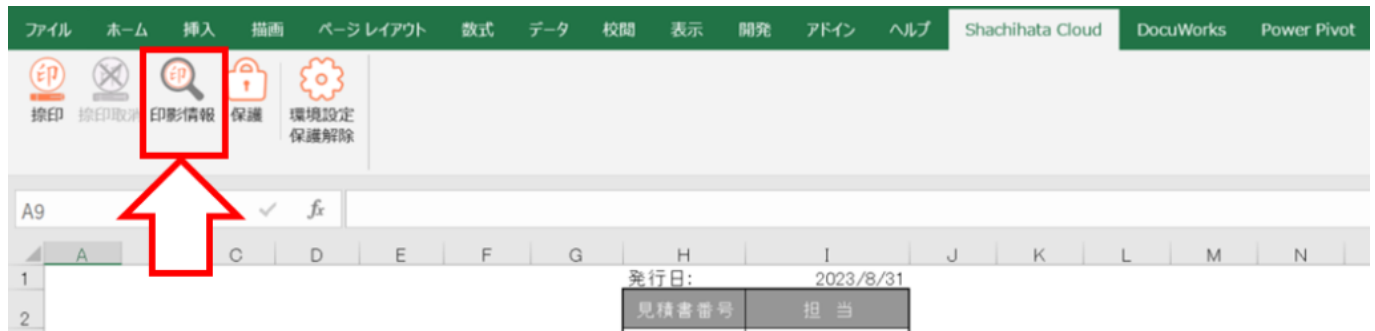 ファイル ホーム 挿入 描画 ページ レイアウト 数式 データ 校閲 表示 開発 アドイン ヘルプ Shachihata Cloud DocuWorks Power Pivot
印 印
捺印 捺印取消 印影情報 保護 環境設定
保護解除
A9 fx
A C D E F G H I J K L M N
1 発行日: 2023/8/31
2 見積書番号 担 当